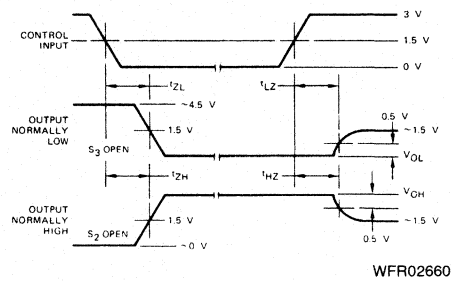 3 V
CONTROL
INPUT
1.5 V
0 V
tZL
tLZ
~4.5 V
0.5 V
OUTPUT
NORMALLY
LOW
1.5 V
~1.5 V
S3 OPEN
VOL
tZH
tHZ
VOH
OUTPUT
NORMALLY
HIGH
1.5 V
~1.5 V
S2 OPEN
~0 V
0.5 V
WFR02660